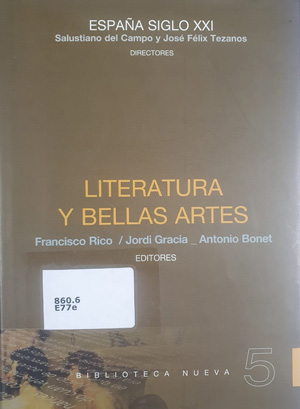 ESPAÑA SIGLO XXI
Salustiano del Campo y José Félix Tezanos
DIRECTORES
LITERATURA
Y BELLAS ARTES
Francisco Rico / Jordi Gracia _ Antonio Bonet
EDITORES
860.6
E77e
BIBLIOTECA NUEVA 5